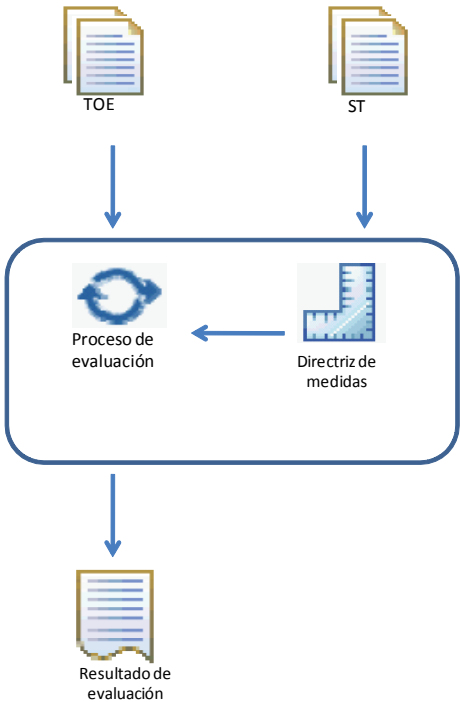 TOE
ST
Proceso de
evaluación
Directriz de
medidas
Resultado de
evaluación